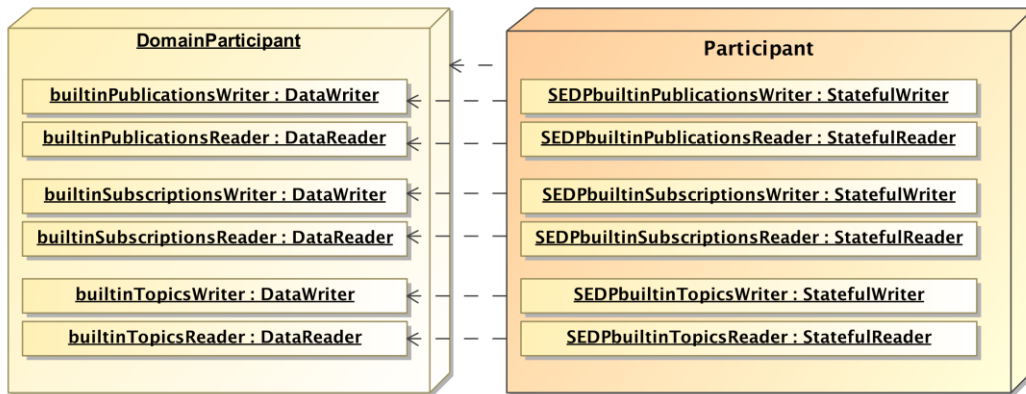 DomainParticipant
builtinPublicationsWriter : DataWriter
builtinPublicationsReader : DataReader
builtinSubscriptionsWriter : DataWriter
builtinSubscriptionsReader : DataReader
builtinTopicsWriter : DataWriter
builtinTopicsReader : DataReader
Participant
SEDPbuiltinPublicationsWriter : StatefulWriter
SEDPbuiltinPublicationsReader : StatefulReader
SEDPbuiltinSubscriptionsWriter : StatefulWriter
SEDPbuiltinSubscriptionsReader : StatefulReader
SEDPbuiltinTopicsWriter : StatefulWriter
SEDPbuiltinTopicsReader : StatefulReader